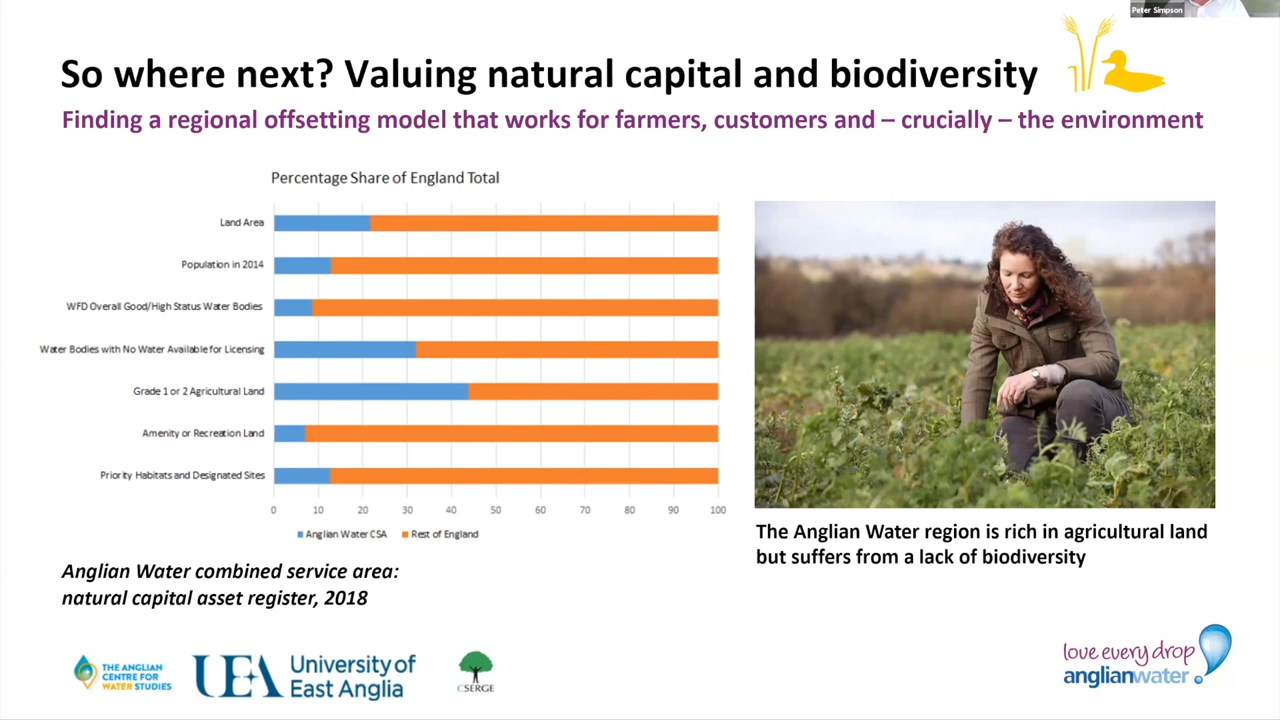 Peter Simpson
So where next? Valuing natural capital and biodiversity
Finding a regional offsetting model that works for farmers, customers and – crucially – the environment
Percentage Share of England Total
Land Area
Population in 2014
WFD Overall Good/High Status Water Bodies
Water Bodies with No Water Available for Licensing
Grade 1 or 2 Agricultural Land
Amenity or Recreation Land
Priority Habitats and Designated Sites
0 10 20 30 40 50 60 70 80 90 100
Anglian Water CSA Rest of England
The Anglian Water region is rich in agricultural land
but suffers from a lack of biodiversity
Anglian Water combined service area:
natural capital asset register, 2018
THE ANGLIAN
CENTRE FOR
WATER STUDIES
UEA University of
East Anglia
CSERGE
love every drop
anglianwater